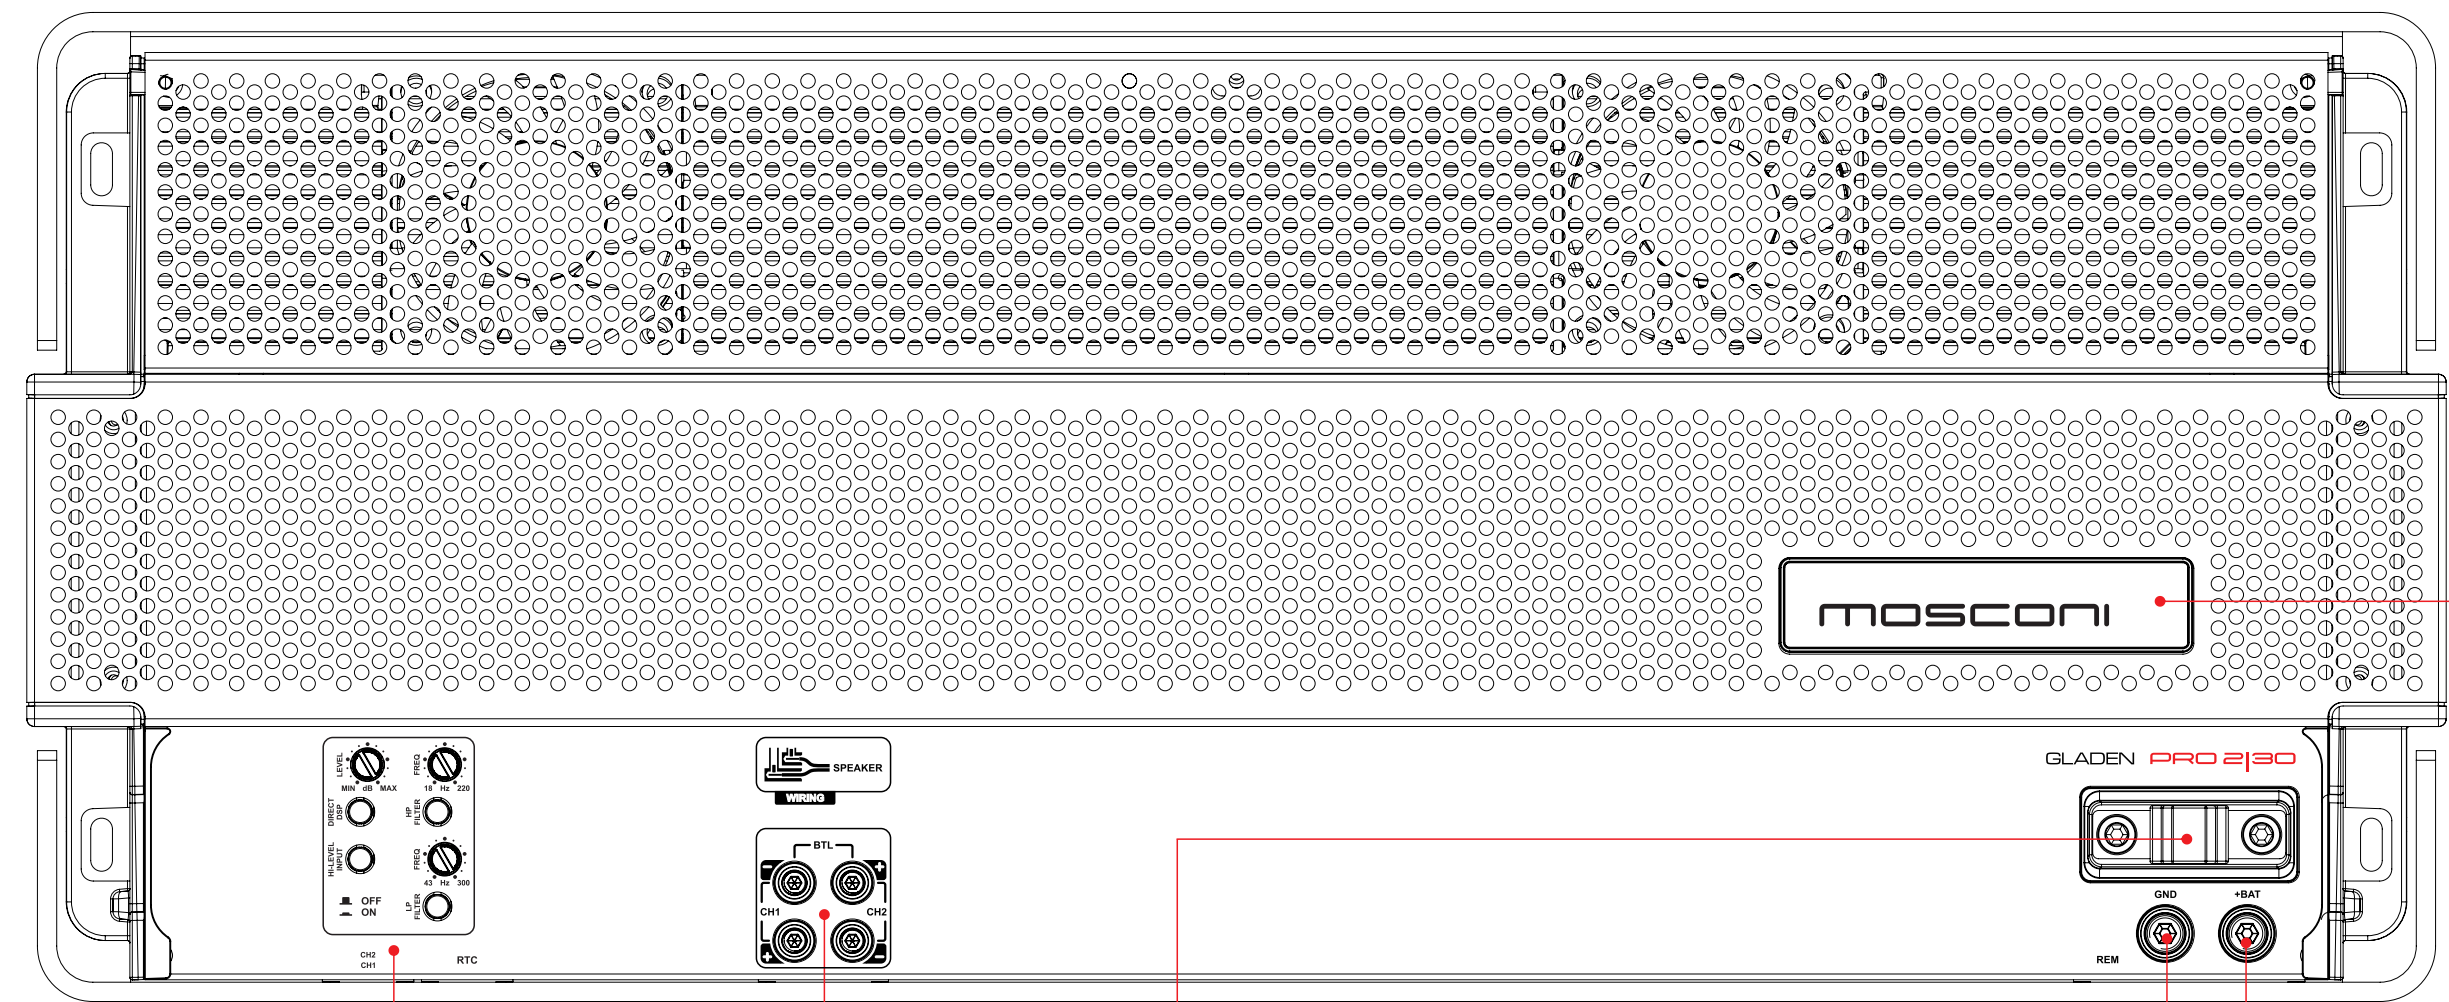 mosconi
GLADEN PRO 2|30
LEVEL
MIN dB MAX
FREQ
18 Hz 220
DIRECT
DSP
HP
FILTER
HI-LEVEL
INPUT
FREQ
43 Hz 300
LP
FILTER
OFF
ON
CH2
CH1
RTC
SPEAKER
WIRING
BTL
- +
CH1 CH2
+ -
GND +BAT
REM